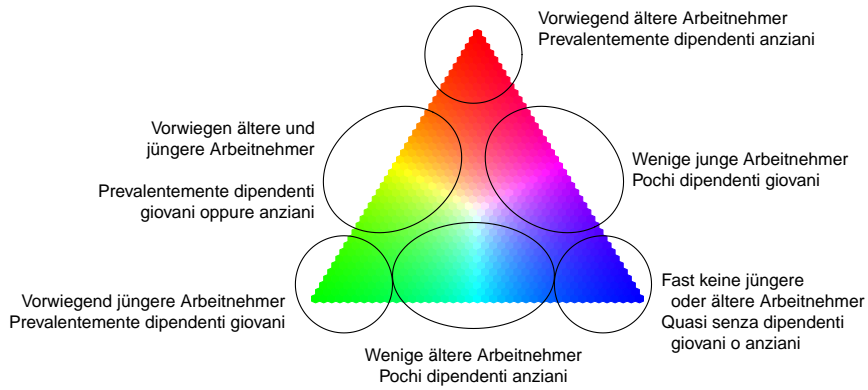 Vorwiegend ältere Arbeitnehmer
Prevalentemente dipendenti anziani
Vorwiegen ältere und
jüngere Arbeitnehmer
Prevalentemente dipendenti
giovani oppure anziani
Wenige junge Arbeitnehmer
Pochi dipendenti giovani
Vorwiegend jüngere Arbeitnehmer
Prevalentemente dipendenti giovani
Fast keine jüngere
oder ältere Arbeitnehmer
Quasi senza dipendenti
giovani o anziani
Wenige ältere Arbeitnehmer
Pochi dipendenti anziani